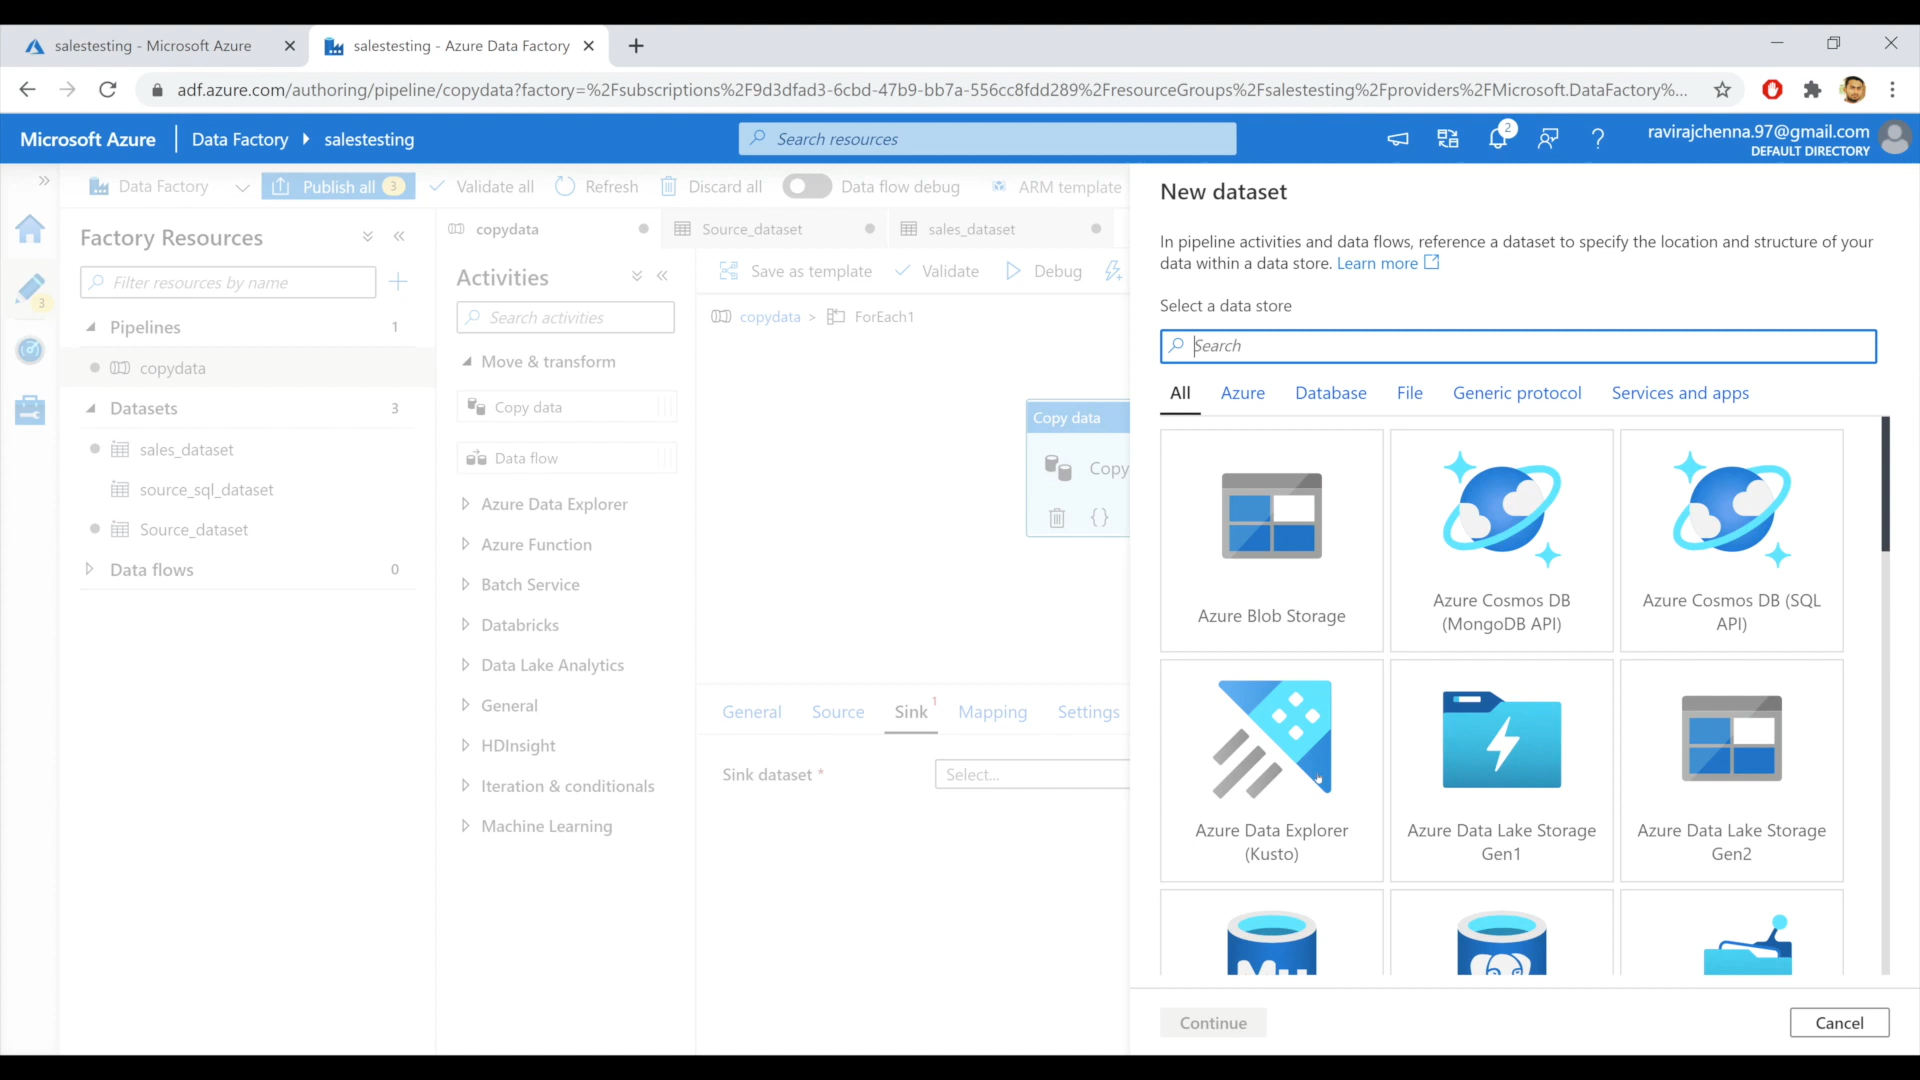 salestesting - Microsoft Azure
salestesting - Azure Data Factory
adf.azure.com/authoring/pipeline/copydata?factory=%2Fsubscriptions%2F9d3dfad3-6cbd-47b9-bb7a-556cc8fdd289%2FresourceGroups%2Fsalestesting%2Fproviders%2FMicrosoft.DataFactory%...
Microsoft Azure
Data Factory
salestesting
Search resources
2
ravirajchenna.97@gmail.com
DEFAULT DIRECTORY
Data Factory
Publish all 3
Validate all
Refresh
Discard all
Data flow debug
ARM template
3
Factory Resources
Filter resources by name
Pipelines 1
copydata
Datasets 3
sales_dataset
source_sql_dataset
Source_dataset
Data flows 0
copydata
Source_dataset
sales_dataset
Activities
Search activities
Move & transform
Copy data
Data flow
Azure Data Explorer
Azure Function
Batch Service
Databricks
Data Lake Analytics
General
HDInsight
Iteration & conditionals
Machine Learning
Save as template
Validate
Debug
copydata > ForEach1
Copy data
Copy
{}
General
Source
Sink 1
Mapping
Settings
Sink dataset *
Select...
New dataset
In pipeline activities and data flows, reference a dataset to specify the location and structure of your
data within a data store. Learn more
Select a data store
Search
All
Azure
Database
File
Generic protocol
Services and apps
Azure Blob Storage
Azure Cosmos DB
(MongoDB API)
Azure Cosmos DB (SQL
API)
Azure Data Explorer
(Kusto)
Azure Data Lake Storage
Gen1
Azure Data Lake Storage
Gen2
My
Continue
Cancel